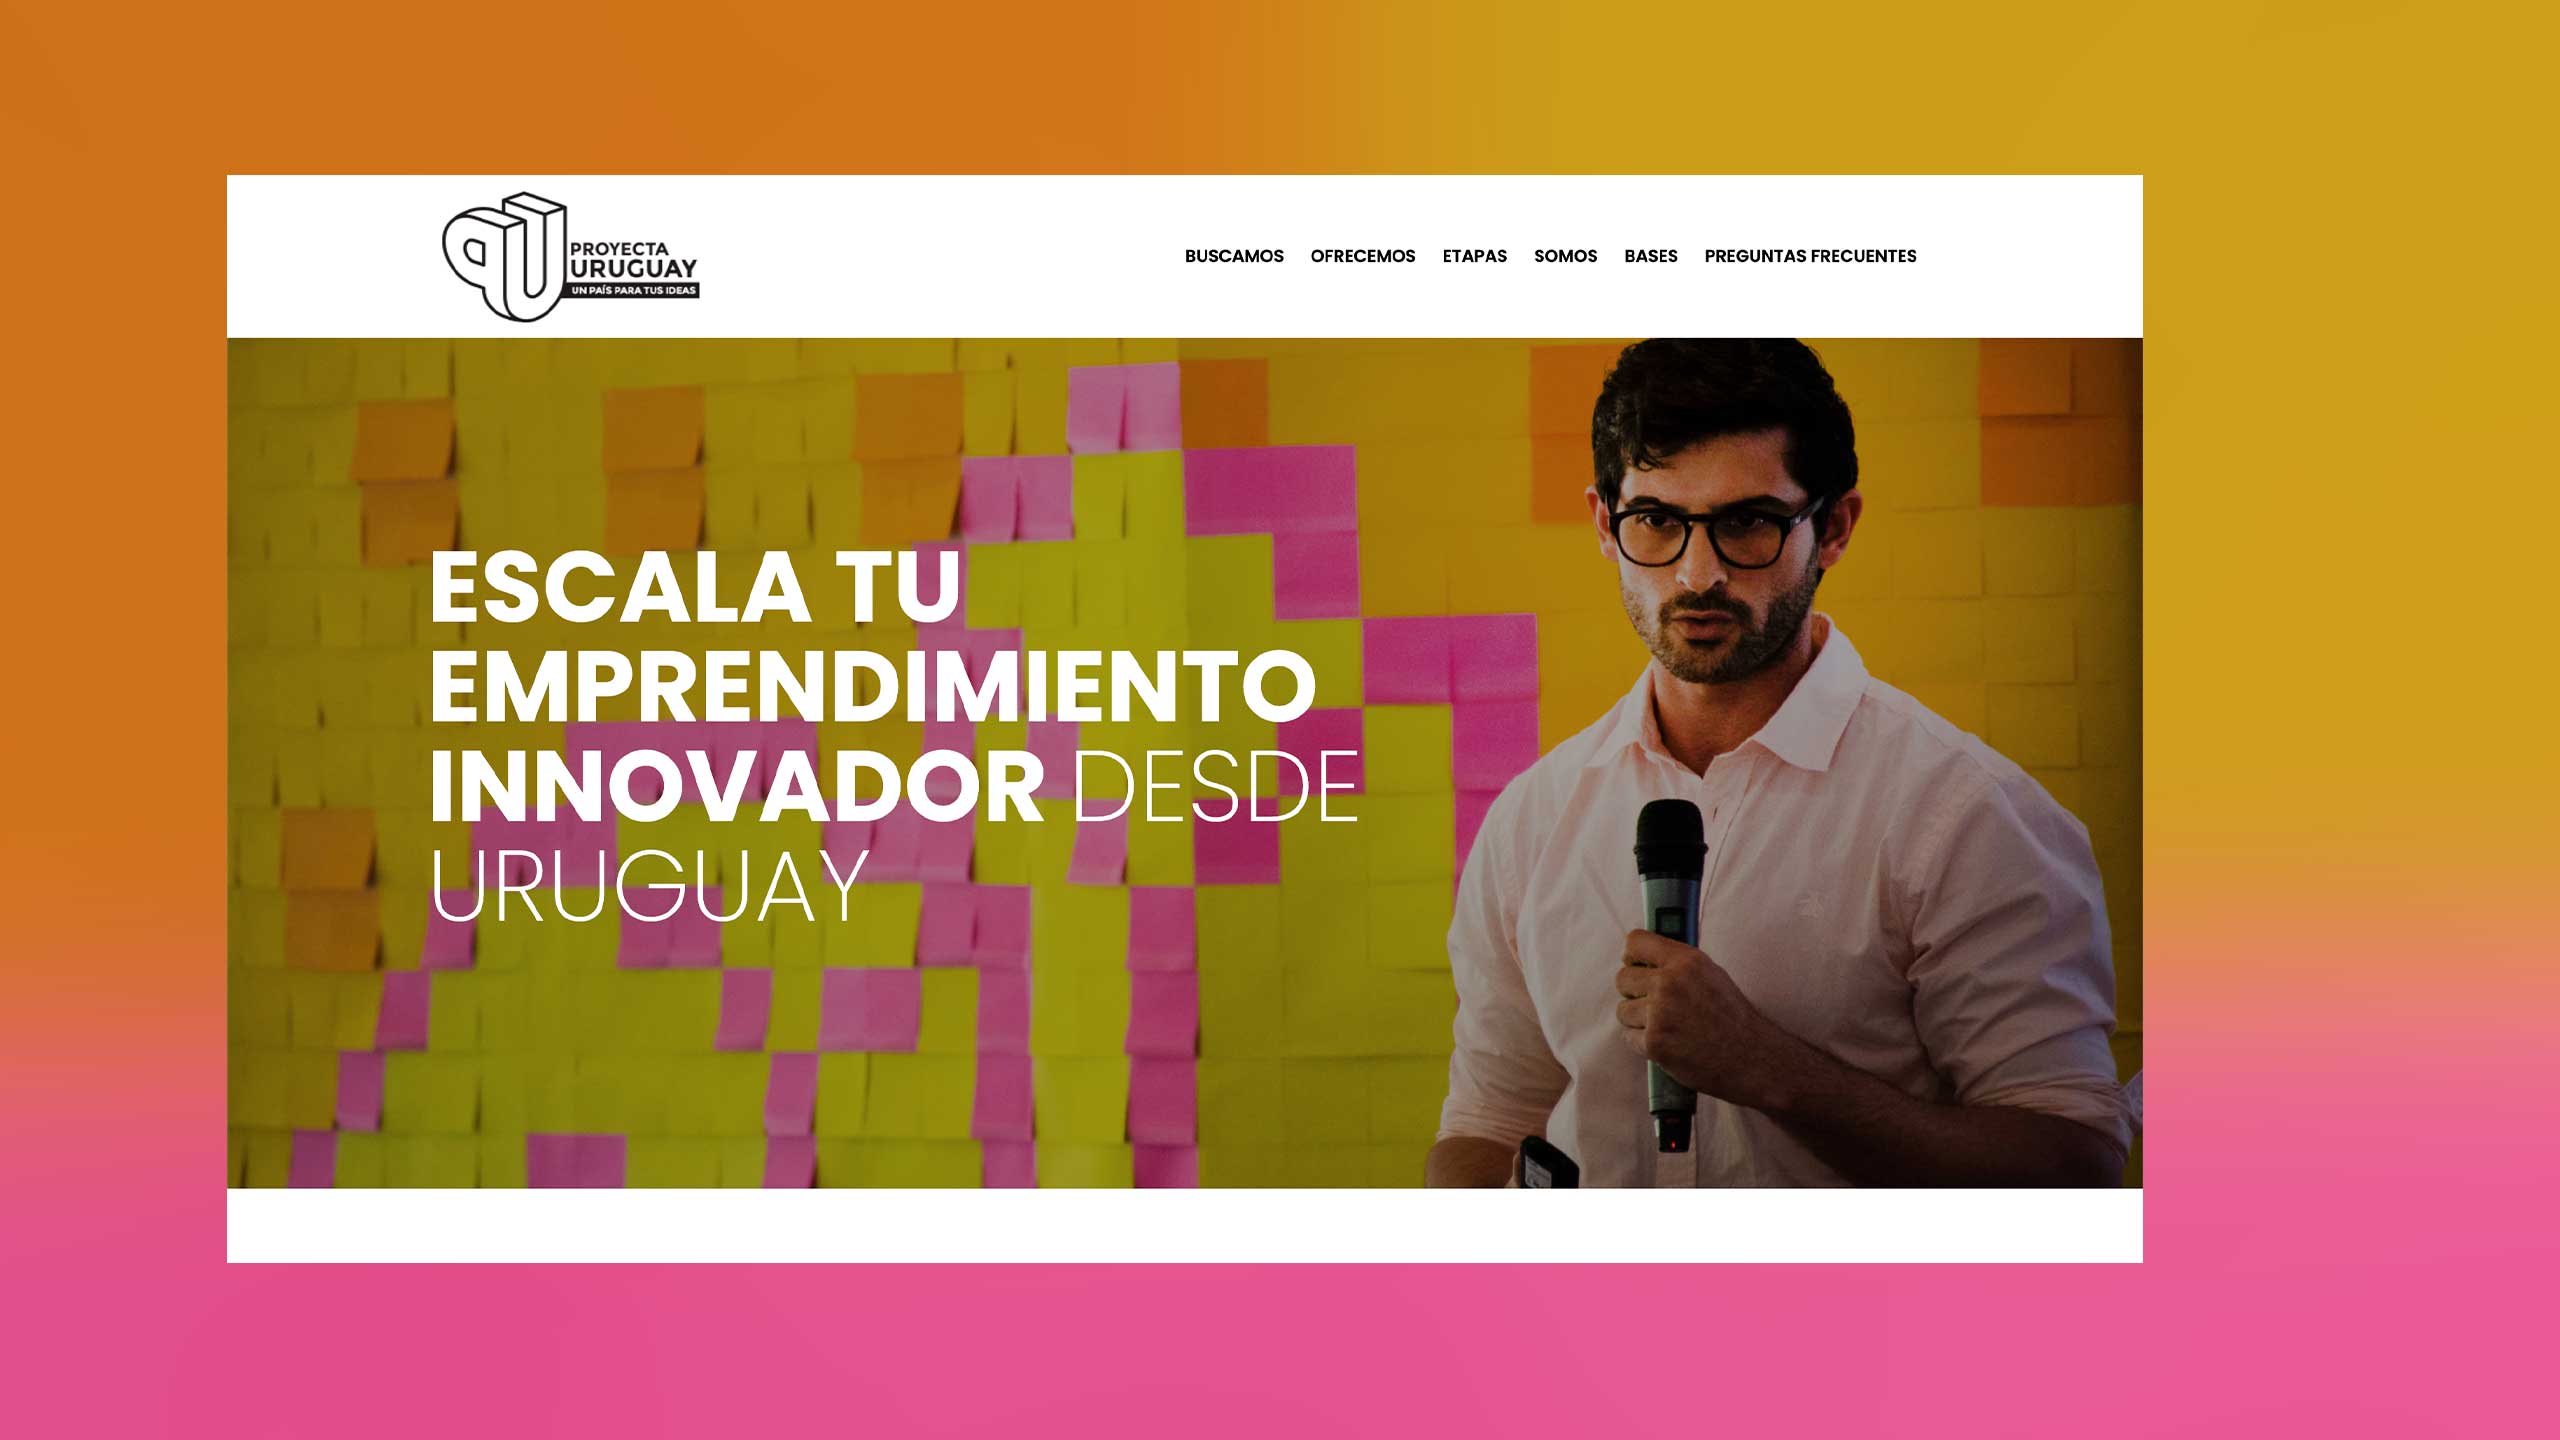 PROYECTA
URUGUAY
UN PAÍS PARA TUS IDEAS
BUSCAMOS OFRECEMOS ETAPAS SOMOS BASES PREGUNTAS FRECUENTES
ESCALA TU
EMPRENDIMIENTO
INNOVADOR DESDE
URUGUAY